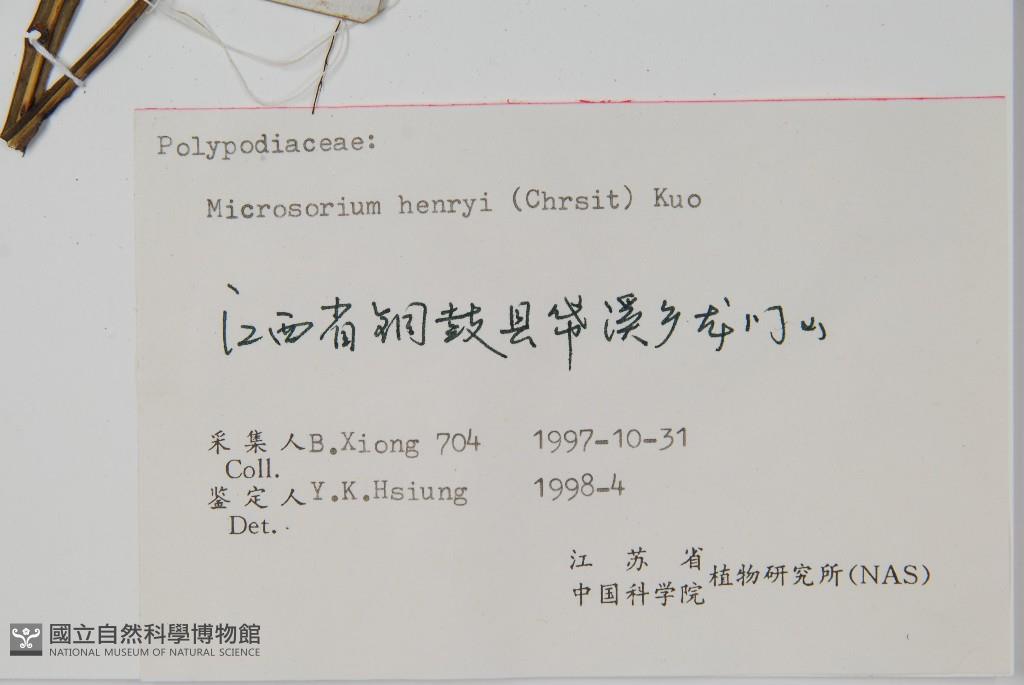 Polypodiaceae:
Microsorium henryi (Chrsit) Kuo
江西省铜鼓县带溪乡龙门山
采集人 B.Xiong 704 1997-10-31
Coll.
鉴定人 Y.K.Hsiung 1998-4
Det.
江苏省
中国科学院 植物研究所(NAS)
國立自然科學博物館
NATIONAL MUSEUM OF NATURAL SCIENCE